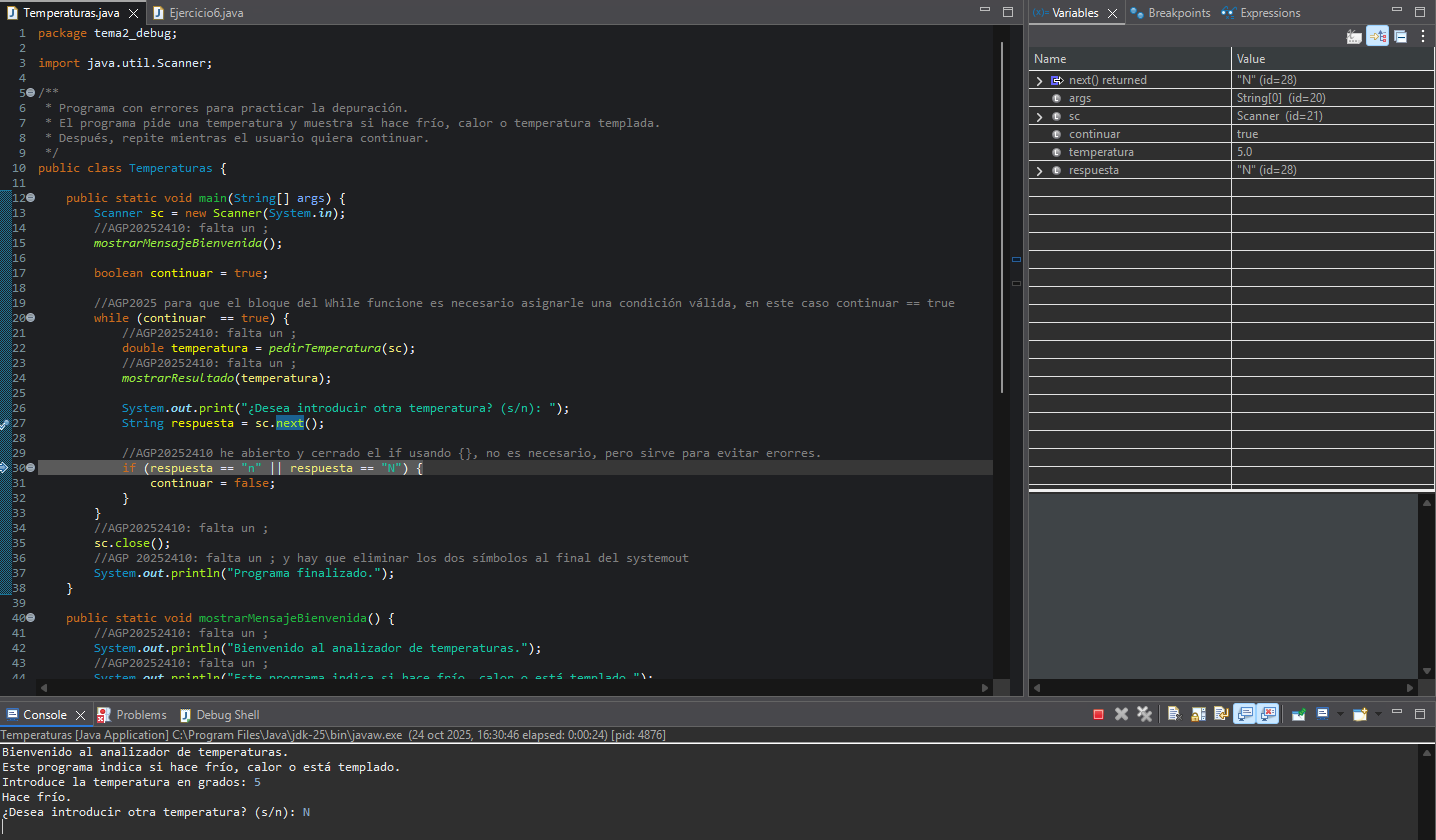 Temperaturas.java
Ejercicio6.java
1 package tema2_debug;
2
3 import java.util.Scanner;
4
5 /**
6  * Programa con errores para practicar la depuración.
7  * El programa pide una temperatura y muestra si hace frío, calor o temperatura templada.
8  * Después, repite mientras el usuario quiera continuar.
9  */
10 public class Temperaturas {
11
12     public static void main(String[] args) {
13         Scanner sc = new Scanner(System.in);
14         //AGP20252410: falta un ;
15         mostrarMensajeBienvenida();
16
17         boolean continuar = true;
18
19         //AGP2025 para que el bloque del While funcione es necesario asignarle una condición válida, en este caso continuar == true
20         while (continuar  == true) {
21             //AGP20252410: falta un ;
22             double temperatura = pedirTemperatura(sc);
23             //AGP20252410: falta un ;
24             mostrarResultado(temperatura);
25
26             System.out.print("¿Desea introducir otra temperatura? (s/n): ");
27             String respuesta = sc.next();
28
29             //AGP20252410 he abierto y cerrado el if usando {}, no es necesario, pero sirve para evitar erorres.
30             if (respuesta == "n" || respuesta == "N") {
31                 continuar = false;
32             }
33         }
34         //AGP20252410: falta un ;
35         sc.close();
36         //AGP 20252410: falta un ; y hay que eliminar los dos símbolos al final del systemout
37         System.out.println("Programa finalizado.");
38     }
39
40     public static void mostrarMensajeBienvenida() {
41         //AGP20252410: falta un ;
42         System.out.println("Bienvenido al analizador de temperaturas.");
43         //AGP20252410: falta un ;
44         System.out.println("Este programa indica si hace frío, calor o está templado.");
Variables
Breakpoints
Expressions
Name Value
next() returned "N" (id=28)
args String[0] (id=20)
sc Scanner (id=21)
continuar true
temperatura 5.0
respuesta "N" (id=28)
Console
Problems
Debug Shell
Temperaturas [Java Application] C:\Program Files\Java\jdk-25\bin\javaw.exe (24 oct 2025, 16:30:46 elapsed: 0:00:24) [pid: 4876]
Bienvenido al analizador de temperaturas.
Este programa indica si hace frío, calor o está templado.
Introduce la temperatura en grados: 5
Hace frío.
¿Desea introducir otra temperatura? (s/n): N